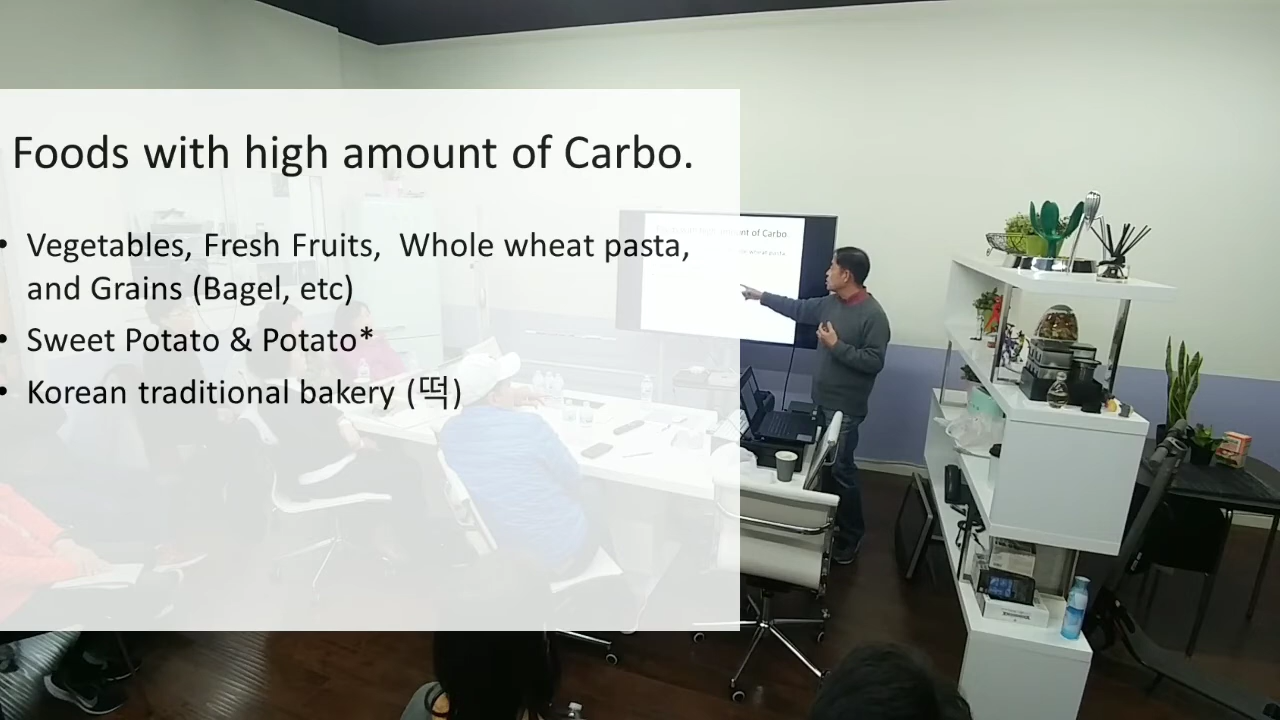 Foods with high amount of Carbo.
• Vegetables, Fresh Fruits,  Whole wheat pasta,
and Grains (Bagel, etc)
• Sweet Potato & Potato*
• Korean traditional bakery (떡)